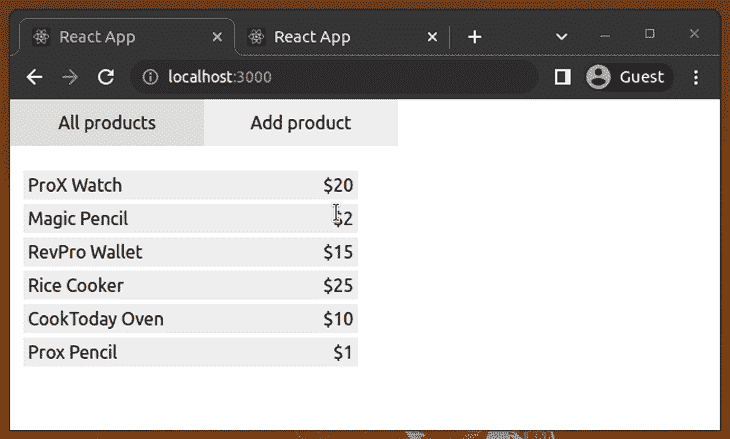 React App React App
localhost:3000 Guest
All products Add product
ProX Watch $20
Magic Pencil $2
RevPro Wallet $15
Rice Cooker $25
CookToday Oven $10
Prox Pencil $1